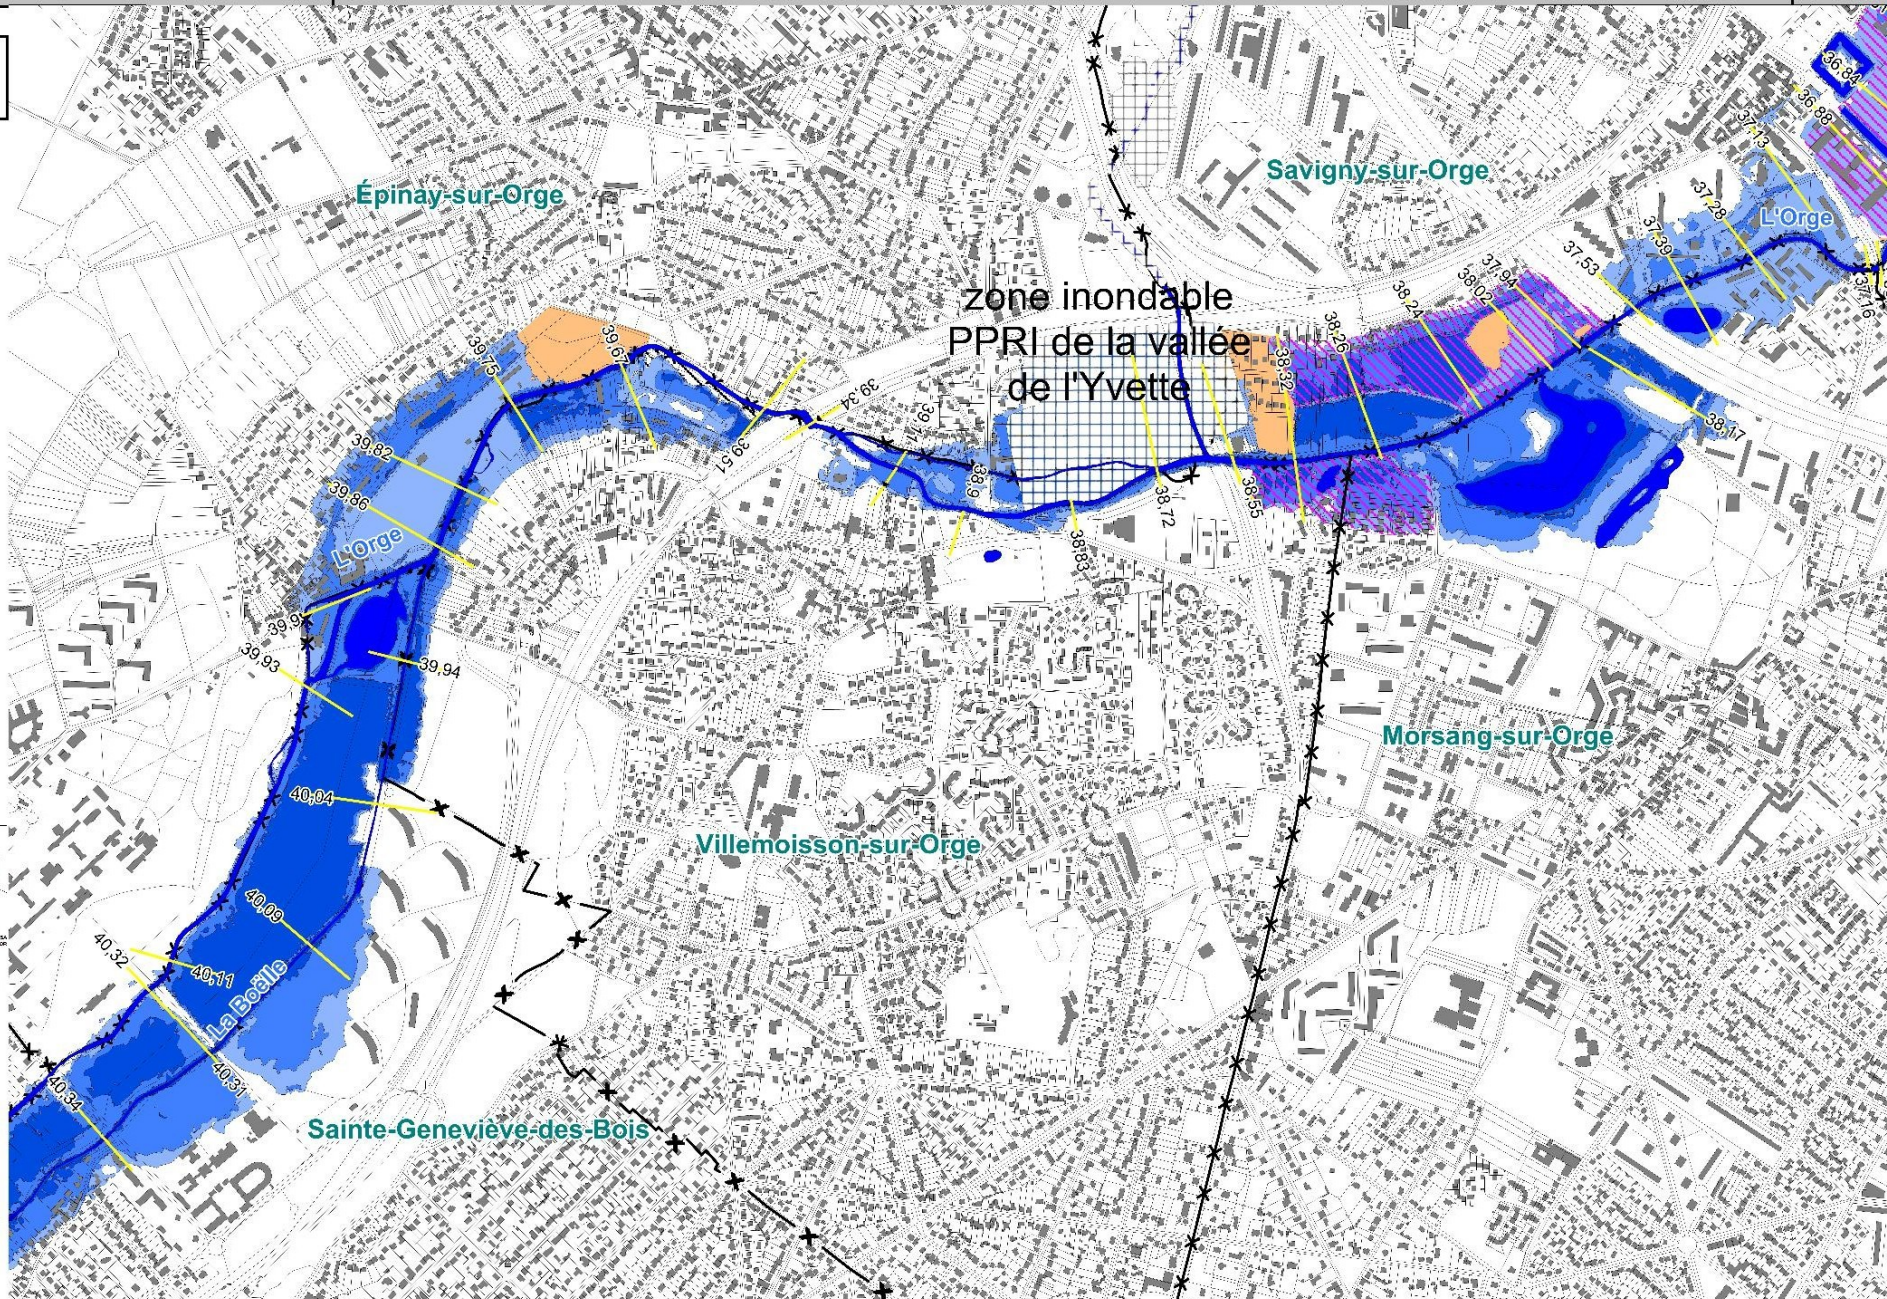 36,84
36,88
37,13
Savigny-sur-Orge
Épinay-sur-Orge
37,28
L'Orge
37,39
37,53
37,94
38,02
37,16
zone inondable
PPRI de la vallée
de l'Yvette
38,24
38,26
38,32
39,67
39,75
39,34
39,11
38,17
39,82
39,51
38,9
39,86
38,72
38,55
L'Orge
38,83
39,93
39,94
Morsang-sur-Orge
40,04
Villemoisson-sur-Orge
40,09
40,32
40,11
La Boëlle
40,31
40,34
Sainte-Geneviève-des-Bois